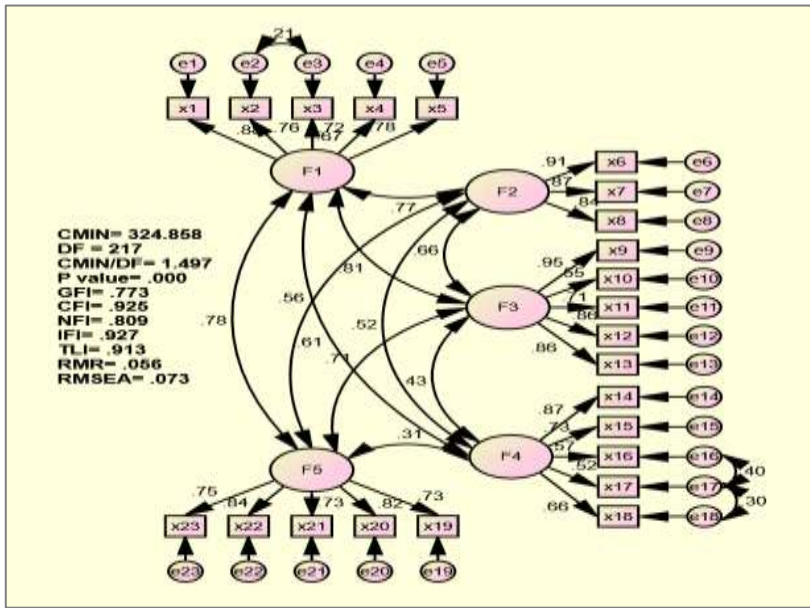 .21
e1 e2 e3 e4 e5
x1 x2 x3 x4 x5
.76 .72 .67 .78
F1
.91 x6 e6
F2
.87 x7 e7
.84 x8 e8
.77
CMIN= 324.858
DF = 217
CMIN/DF= 1.497
P value= .000
GFI= .773
CFI= .925
NFI= .809
IFI= .927
TLI= .913
RMR= .056
RMSEA= .073
.66
.81
.56
.52
.78
.61
.71
.43
.31
.95 x9 e9
.55 x10 e10
F3
x11 e11
.86 x12 e12
.86 x13 e13
.87 x14 e14
.73 x15 e15
F4
.57 x16 e16
.40
.52 x17 e17
.30
.66 x18 e18
F5
.75 .84 .73 .82 .73
x23 x22 x21 x20 x19
e23 e22 e21 e20 e19